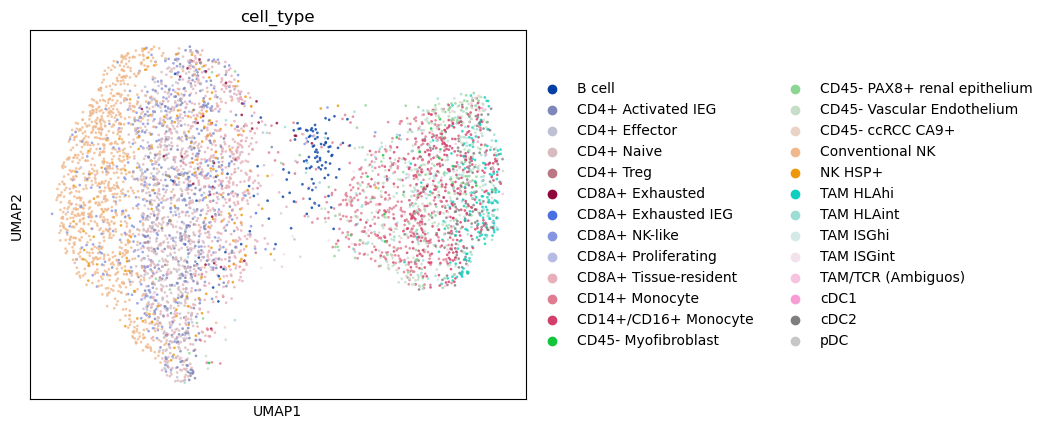 cell_type
UMAP2
UMAP1
B cell
CD4+ Activated IEG
CD4+ Effector
CD4+ Naive
CD4+ Treg
CD8A+ Exhausted
CD8A+ Exhausted IEG
CD8A+ NK-like
CD8A+ Proliferating
CD8A+ Tissue-resident
CD14+ Monocyte
CD14+/CD16+ Monocyte
CD45- Myofibroblast
CD45- PAX8+ renal epithelium
CD45- Vascular Endothelium
CD45- ccRCC CA9+
Conventional NK
NK HSP+
TAM HLAhi
TAM HLAint
TAM ISGhi
TAM ISGint
TAM/TCR (Ambiguos)
cDC1
cDC2
pDC